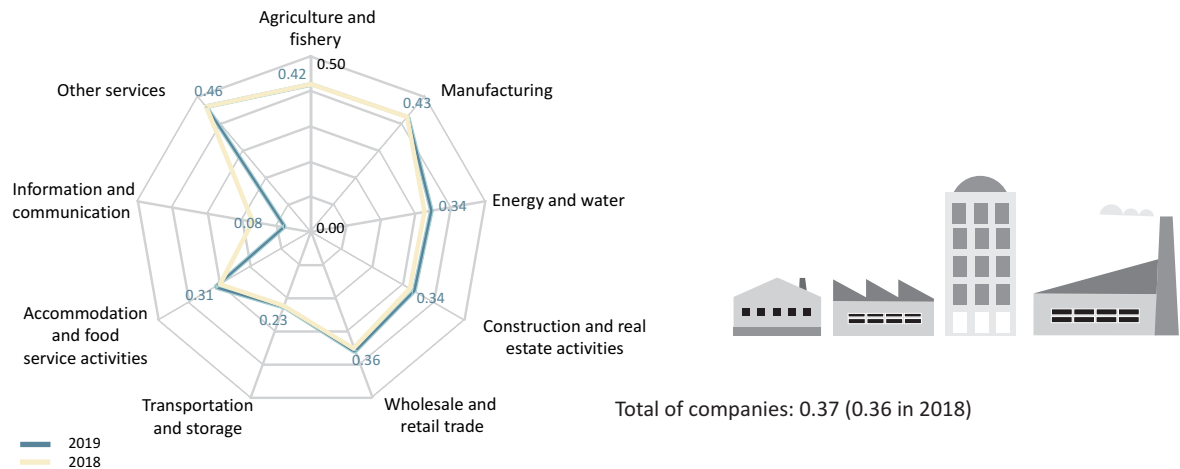 Agriculture and
fishery
0.50
0.42
0.46
Other services
0.43
Manufacturing
Information and
communication
0.08
0.00
0.34
Energy and water
0.31
0.34
Accommodation
and food
service activities
0.23
0.36
Construction and real
estate activities
Transportation
and storage
Wholesale and
retail trade
Total of companies: 0.37 (0.36 in 2018)
2019
2018